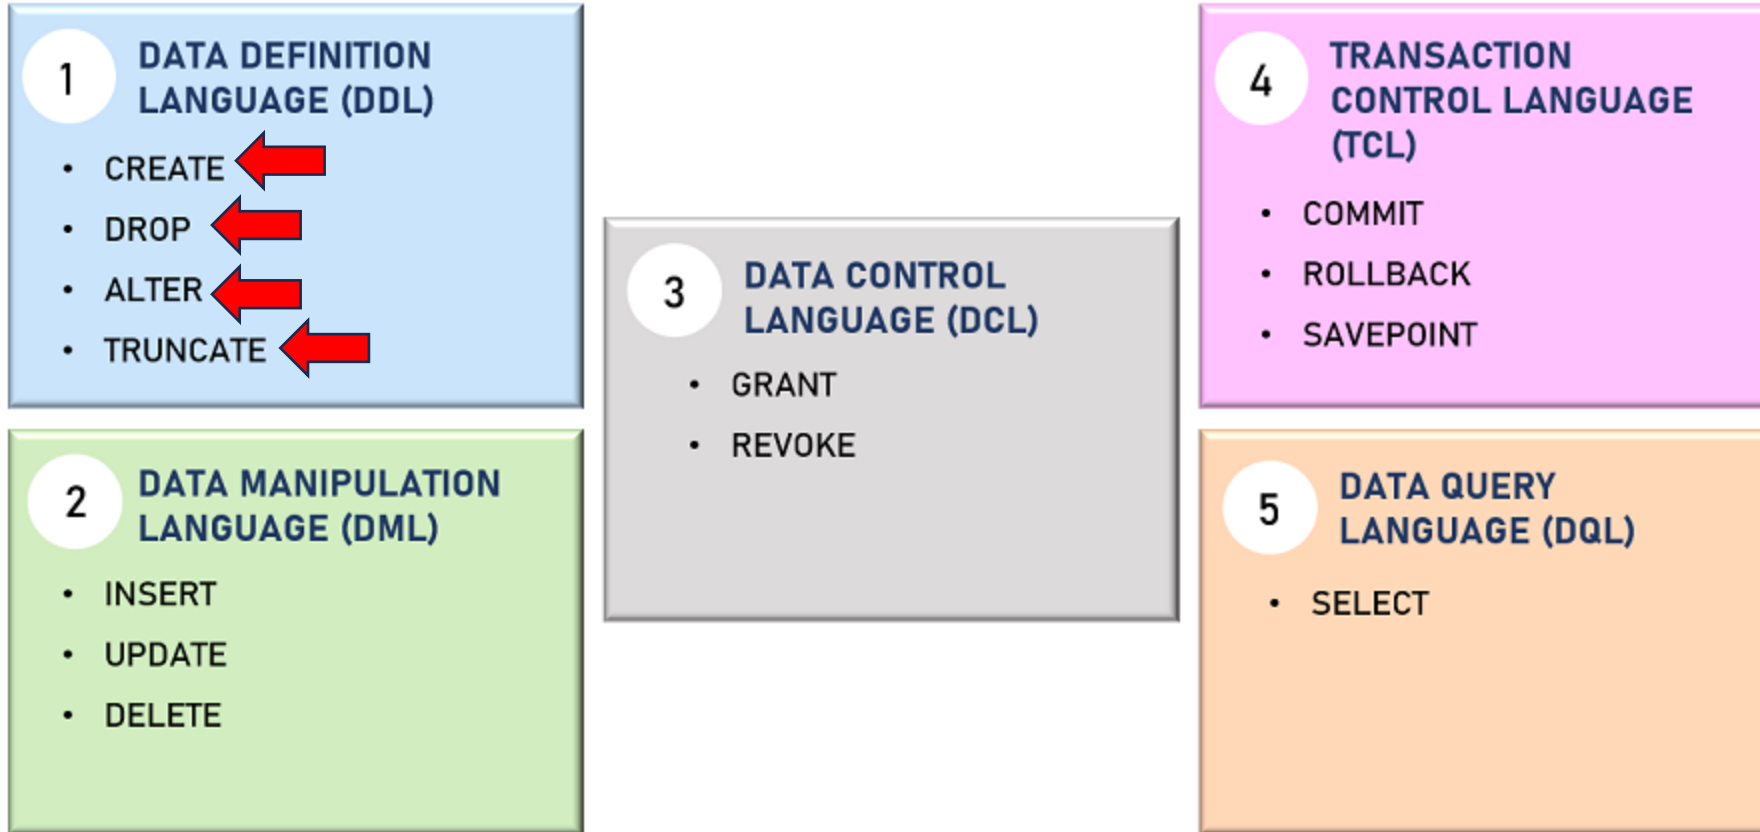 1
DATA DEFINITION
LANGUAGE (DDL)
• CREATE
• DROP
• ALTER
• TRUNCATE
2
DATA MANIPULATION
LANGUAGE (DML)
• INSERT
• UPDATE
• DELETE
3
DATA CONTROL
LANGUAGE (DCL)
• GRANT
• REVOKE
4
TRANSACTION
CONTROL LANGUAGE
(TCL)
• COMMIT
• ROLLBACK
• SAVEPOINT
5
DATA QUERY
LANGUAGE (DQL)
• SELECT